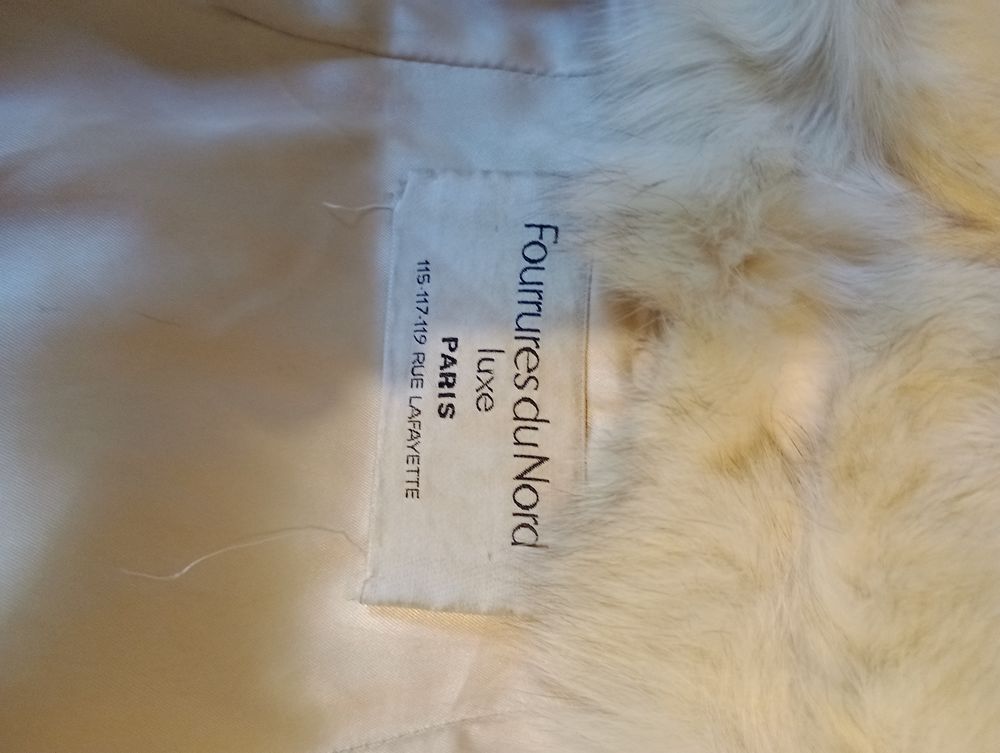 Fourrures du Nord
luxe
PARIS
115-117-119 RUE LAFAYETTE